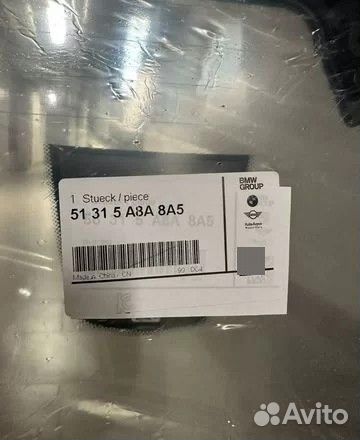 1 Stueck / piece
51 31 5 A8A 8A5
Made in China / CN
BMW
GROUP
Avito